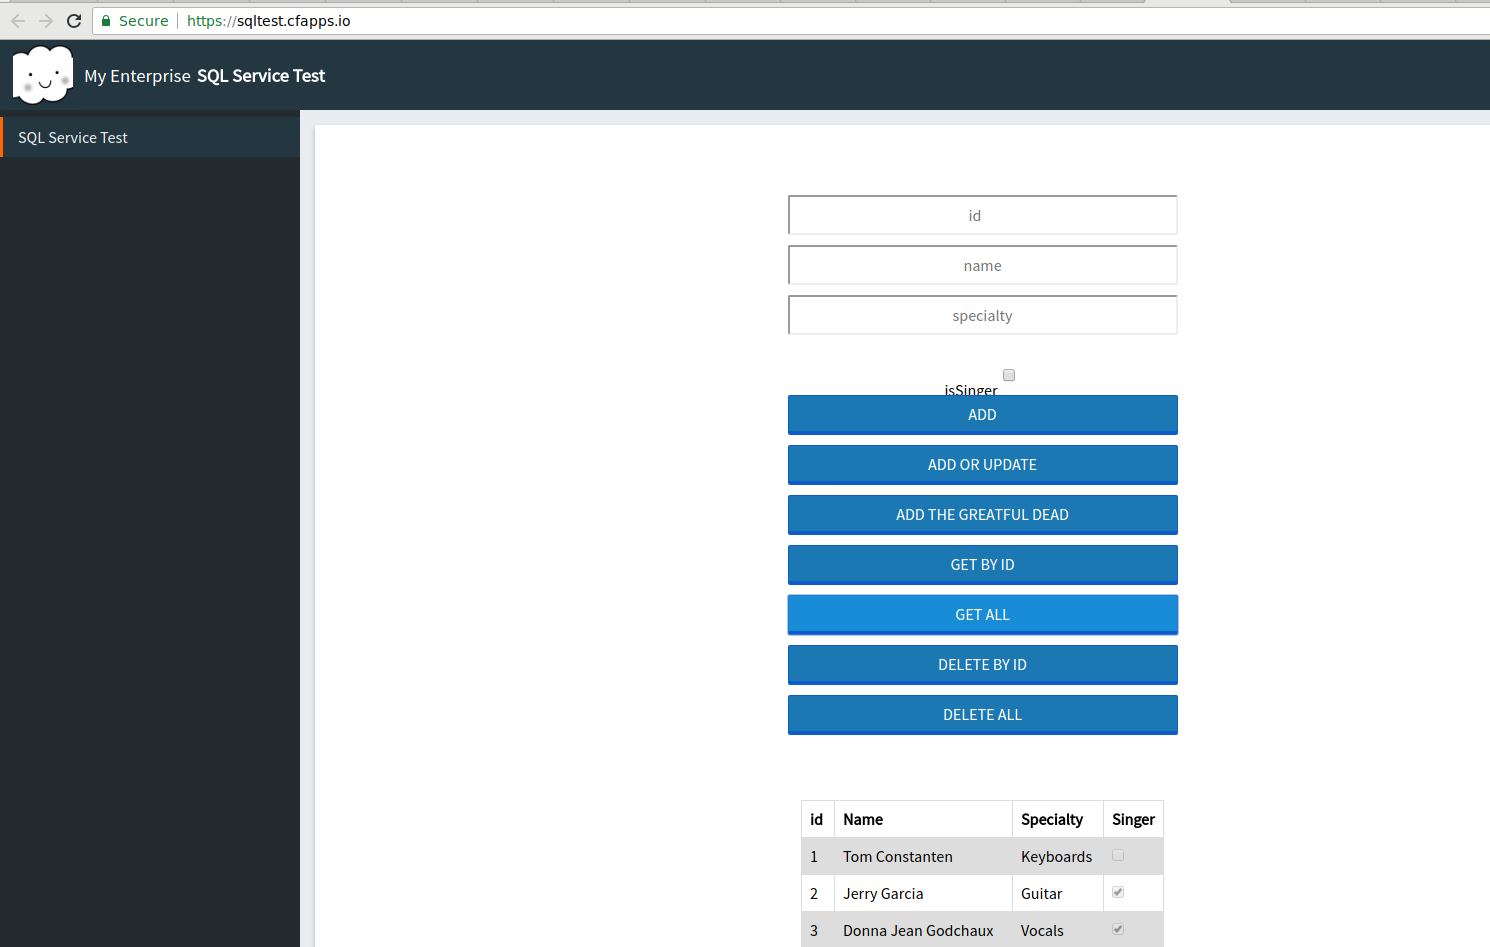 Secure https://sqltest.cfapps.io
My Enterprise SQL Service Test
SQL Service Test
id
name
specialty
isSinger
ADD
ADD OR UPDATE
ADD THE GREATFUL DEAD
GET BY ID
GET ALL
DELETE BY ID
DELETE ALL
id Name Specialty Singer
1 Tom Constanten Keyboards
2 Jerry Garcia Guitar
3 Donna Jean Godchaux Vocals